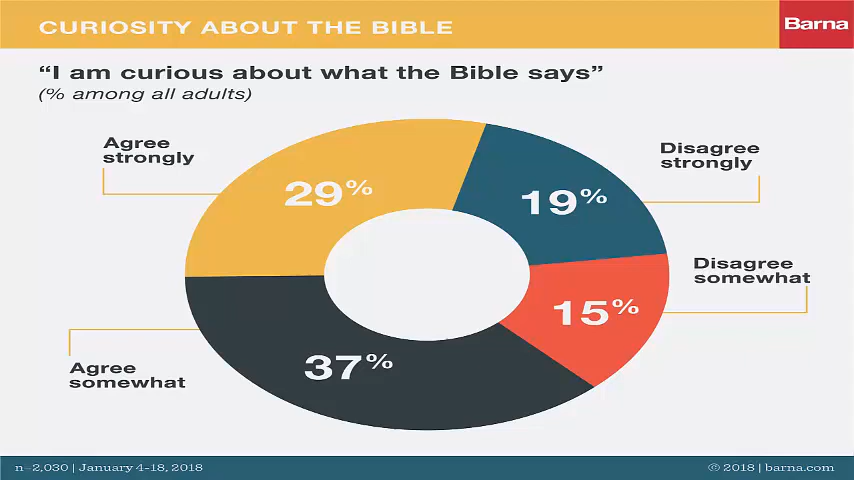 CURIOSITY ABOUT THE BIBLE
Barna
“I am curious about what the Bible says”
(% among all adults)
Agree
strongly
29%
Disagree
strongly
19%
Disagree
somewhat
15%
Agree
somewhat
37%
n=2,030 | January 4-18, 2018
© 2018 | barna.com